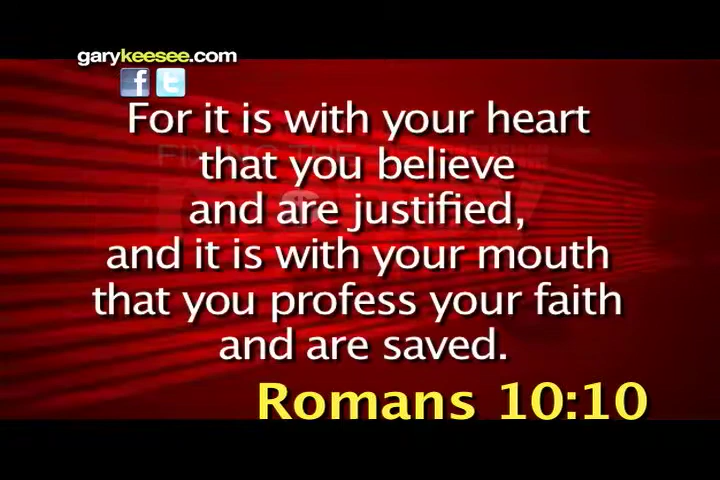 garykeesee.com
For it is with your heart
that you believe
and are justified,
and it is with your mouth
that you profess your faith
and are saved.
Romans 10:10